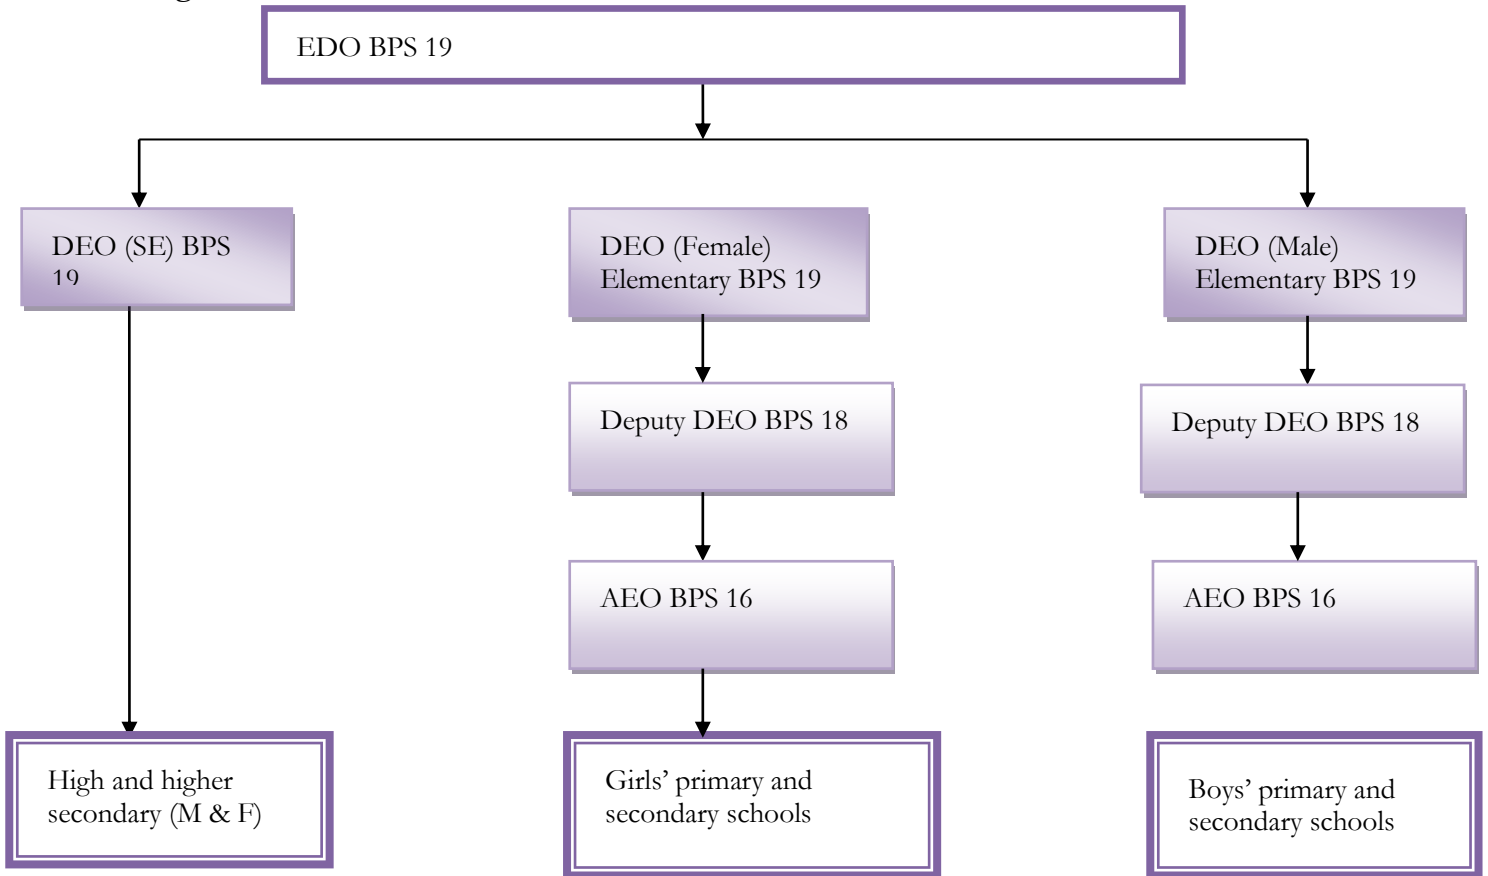 EDO BPS 19
DEO (SE) BPS
19
DEO (Female)
Elementary BPS 19
DEO (Male)
Elementary BPS 19
Deputy DEO BPS 18
Deputy DEO BPS 18
AEO BPS 16
AEO BPS 16
High and higher
secondary (M & F)
Girls’ primary and
secondary schools
Boys’ primary and
secondary schools